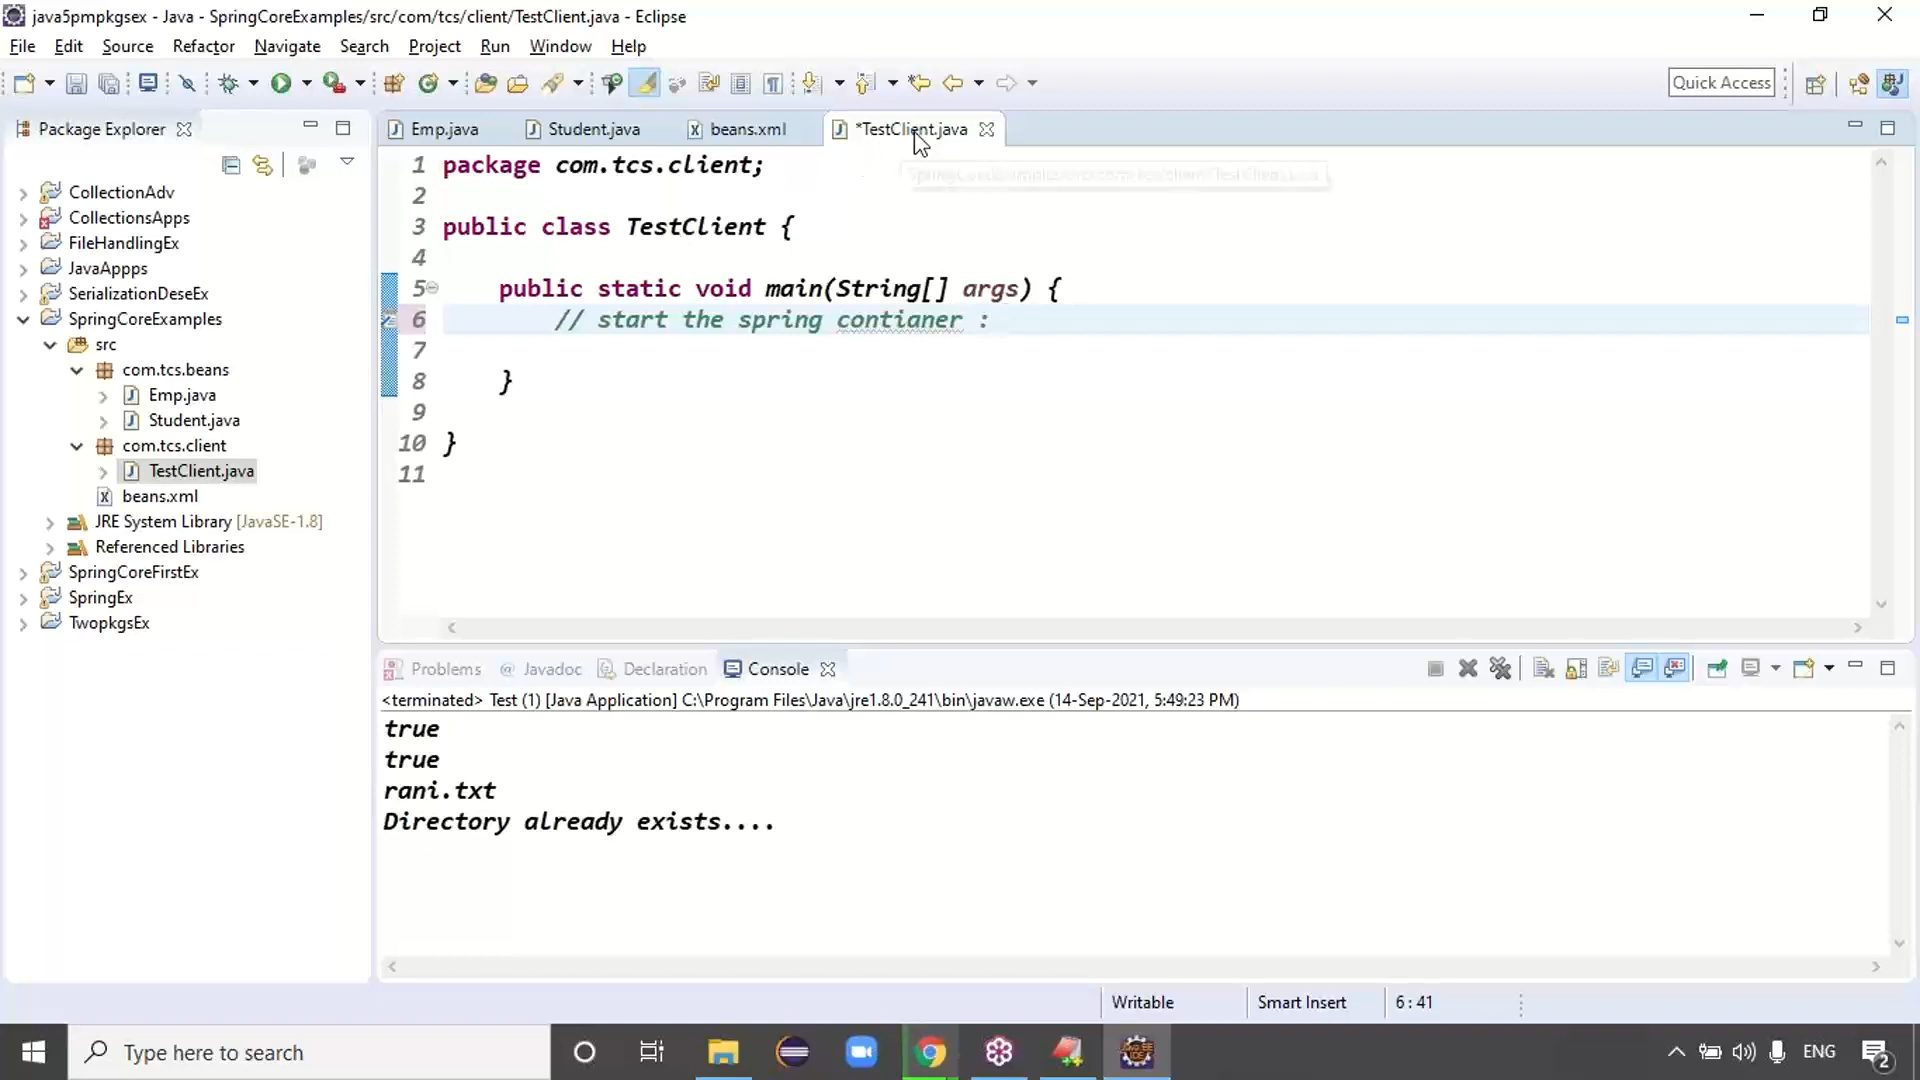 java5pmpkgsex - Java - SpringCoreExamples/src/com/tcs/client/TestClient.java - Eclipse
File Edit Source Refactor Navigate Search Project Run Window Help
Quick Access
Package Explorer
Emp.java Student.java beans.xml *TestClient.java
CollectionAdv
CollectionsApps
FileHandlingEx
JavaAppps
SerializationDeseEx
SpringCoreExamples
src
com.tcs.beans
Emp.java
Student.java
com.tcs.client
TestClient.java
beans.xml
JRE System Library [JavaSE-1.8]
Referenced Libraries
SpringCoreFirstEx
SpringEx
TwopkgsEx
1 package com.tcs.client;
2
3 public class TestClient {
4
5 public static void main(String[] args) {
6 // start the spring contianer :
7
8 }
9
10 }
11
Problems @ Javadoc Declaration Console
<terminated> Test (1) [Java Application] C:\Program Files\Java\jre1.8.0_241\bin\javaw.exe (14-Sep-2021, 5:49:23 PM)
true
true
rani.txt
Directory already exists....
Writable Smart Insert 6 : 41
Type here to search
ENG
2